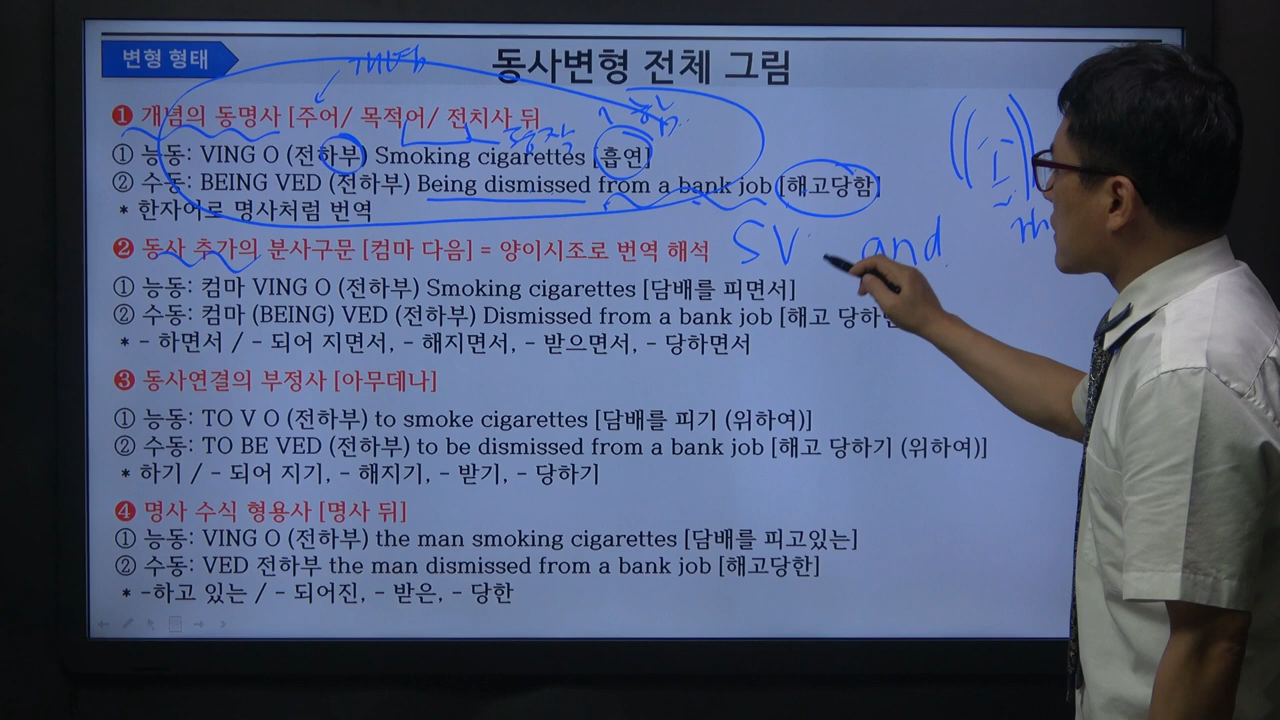 변형 형태
동사변형 전체 그림
개념
❶ 개념의 동명사 [주어/ 목적어/ 전치사 뒤
① 능동: VING O (전하부) Smoking cigarettes [흡연]
② 수동: BEING VED (전하부) Being dismissed from a bank job [해고당함]
* 한자어로 명사처럼 번역
SV and
❷ 동사 추가의 분사구문 [컴마 다음] = 양이시조로 번역 해석
① 능동: 컴마 VING O (전하부) Smoking cigarettes [담배를 피면서]
② 수동: 컴마 (BEING) VED (전하부) Dismissed from a bank job [해고 당하
* - 하면서 / - 되어 지면서, - 해지면서, - 받으면서, - 당하면서
❸ 동사연결의 부정사 [아무데나]
① 능동: TO V O (전하부) to smoke cigarettes [담배를 피기 (위하여)]
② 수동: TO BE VED (전하부) to be dismissed from a bank job [해고 당하기 (위하여)]
* 하기 / - 되어 지기, - 해지기, - 받기, - 당하기
❹ 명사 수식 형용사 [명사 뒤]
① 능동: VING O (전하부) the man smoking cigarettes [담배를 피고있는]
② 수동: VED 전하부 the man dismissed from a bank job [해고당한]
* -하고 있는 / - 되어진, - 받은, - 당한